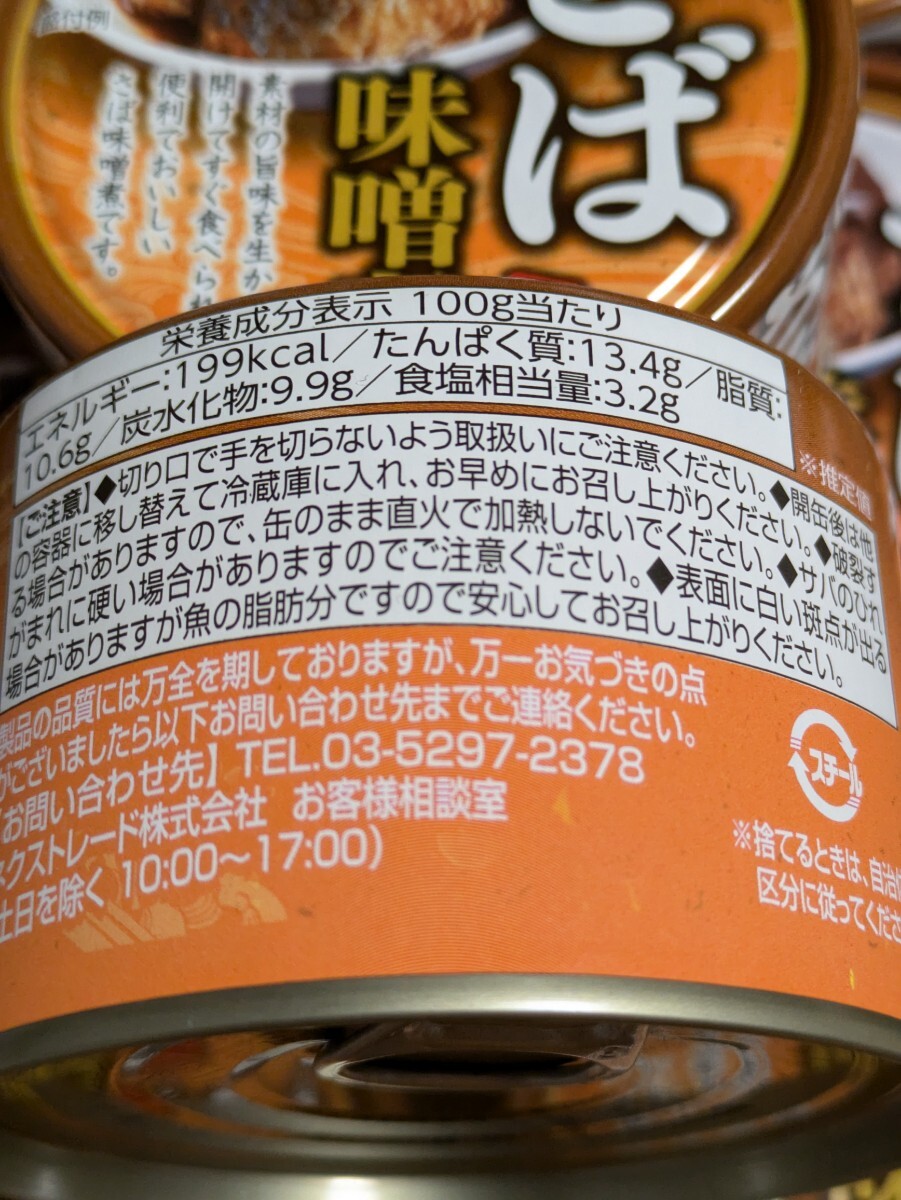 盛付例
さば
味噌
素材の旨味を生か
開けてすぐ食べられ
便利でおいしい
さば味噌煮です。
栄養成分表示 100g当たり
エネルギー:199kcal/たんぱく質:13.4g/脂質:
10.6g/炭水化物:9.9g/食塩相当量:3.2g
※推定値
【ご注意】◆切り口で手を切らないよう取扱いにご注意ください。◆開缶後は他
の容器に移し替えて冷蔵庫に入れ、お早めにお召し上がりください。◆破裂す
る場合がありますので、缶のまま直火で加熱しないでください。◆サバのひれ
がまれに硬い場合がありますのでご注意ください。◆表面に白い斑点が出る
場合がありますが魚の脂肪分ですので安心してお召し上がりください。
製品の品質には万全を期しておりますが、万一お気づきの点
がございましたら以下お問い合わせ先までご連絡ください。
お問い合わせ先】TEL.03-5297-2378
ネクストレード株式会社 お客様相談室
土日を除く 10:00〜17:00)
スチール
※捨てるときは、自治
区分に従ってくださ